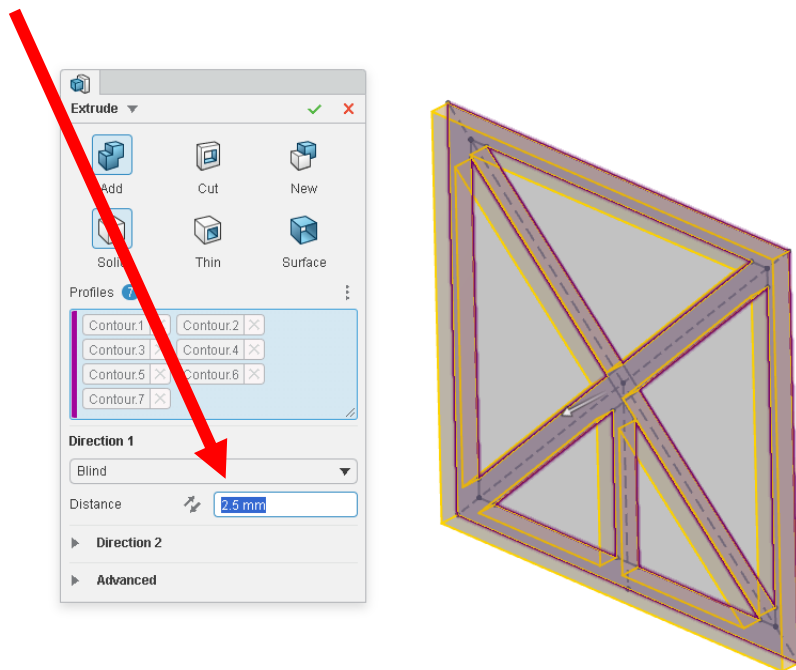 Extrude
Add Cut New
Solid Thin Surface
Profiles 7
Contour.1 Contour.2
Contour.3 Contour.4
Contour.5 Contour.6
Contour.7
Direction 1
Blind
Distance 2.5 mm
Direction 2
Advanced